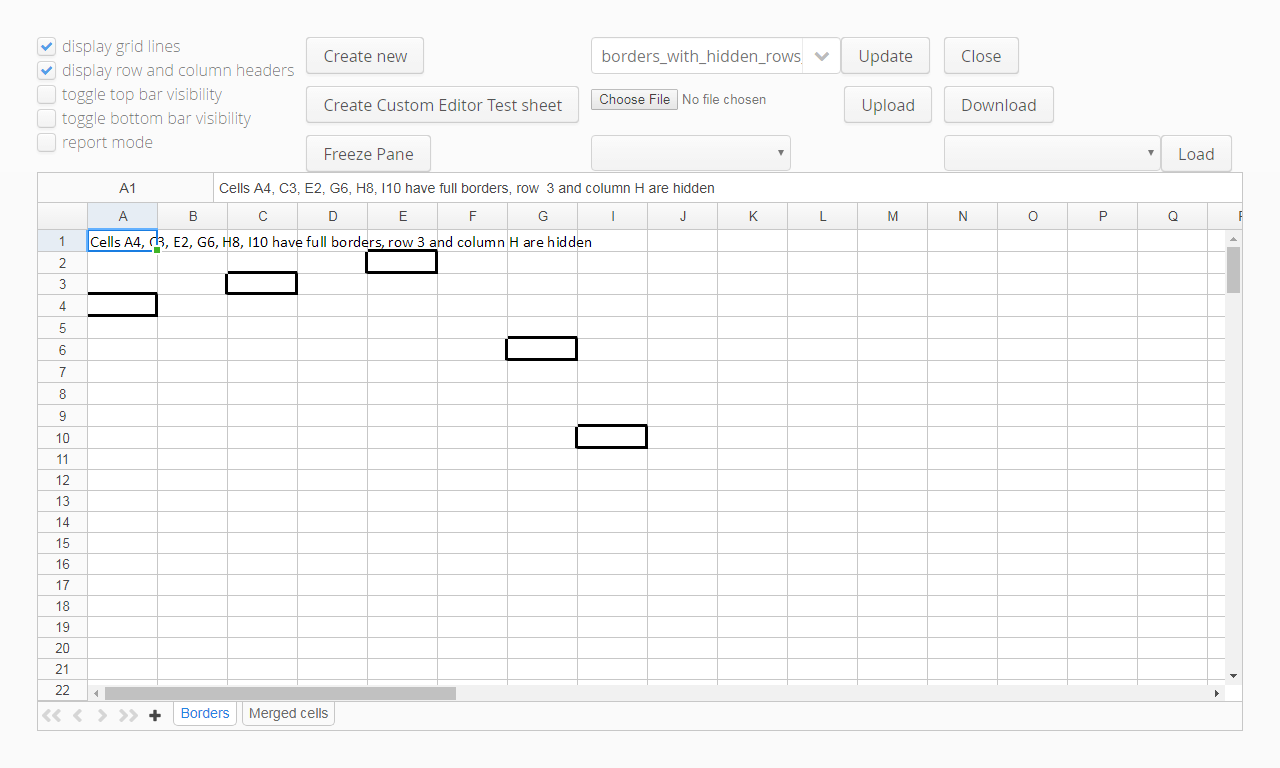 display grid lines
display row and column headers
toggle top bar visibility
toggle bottom bar visibility
report mode
Create new
borders_with_hidden_rows
Update
Close
Create Custom Editor Test sheet
Choose File No file chosen
Upload
Download
Freeze Pane
Load
A1
Cells A4, C3, E2, G6, H8, I10 have full borders, row  3 and column H are hidden
A B C D E F G I J K L M N O P Q
1 Cells A4, C3, E2, G6, H8, I10 have full borders, row 3 and column H are hidden
2
3
4
5
6
7
8
9
10
11
12
13
14
15
16
17
18
19
20
21
22
Borders
Merged cells